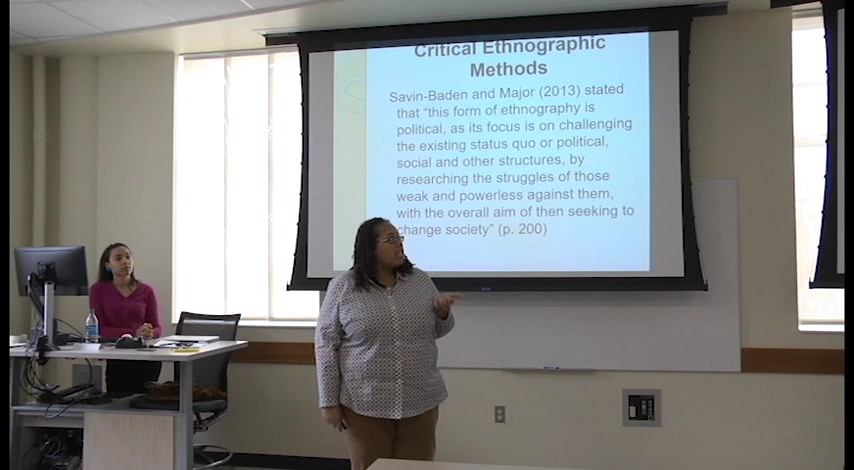 Critical Ethnographic
Methods
Savin-Baden and Major (2013) stated
that “this form of ethnography is
political, as its focus is on challenging
the existing status quo or political,
social and other structures, by
researching the struggles of those
weak and powerless against them,
with the overall aim of then seeking to
change society” (p. 200)